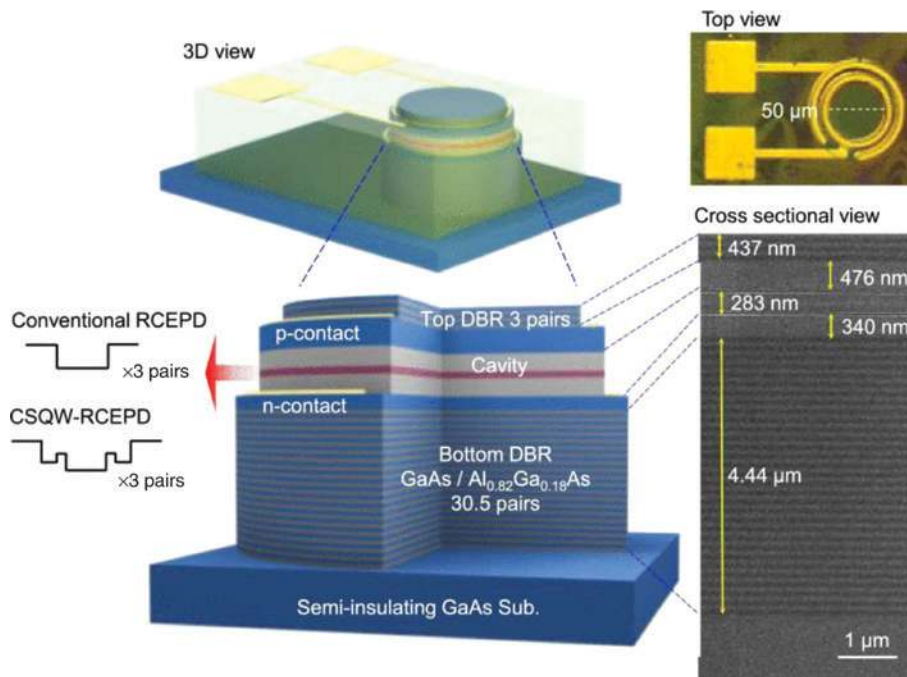 3D view
Top view
50 μm
Cross sectional view
437 nm
476 nm
283 nm
340 nm
4.44 μm
1 μm
Conventional RCEPD
×3 pairs
CSQW-RCEPD
×3 pairs
Top DBR 3 pairs
p-contact
Cavity
n-contact
Bottom DBR
GaAs / Al0.82Ga0.18As
30.5 pairs
Semi-insulating GaAs Sub.